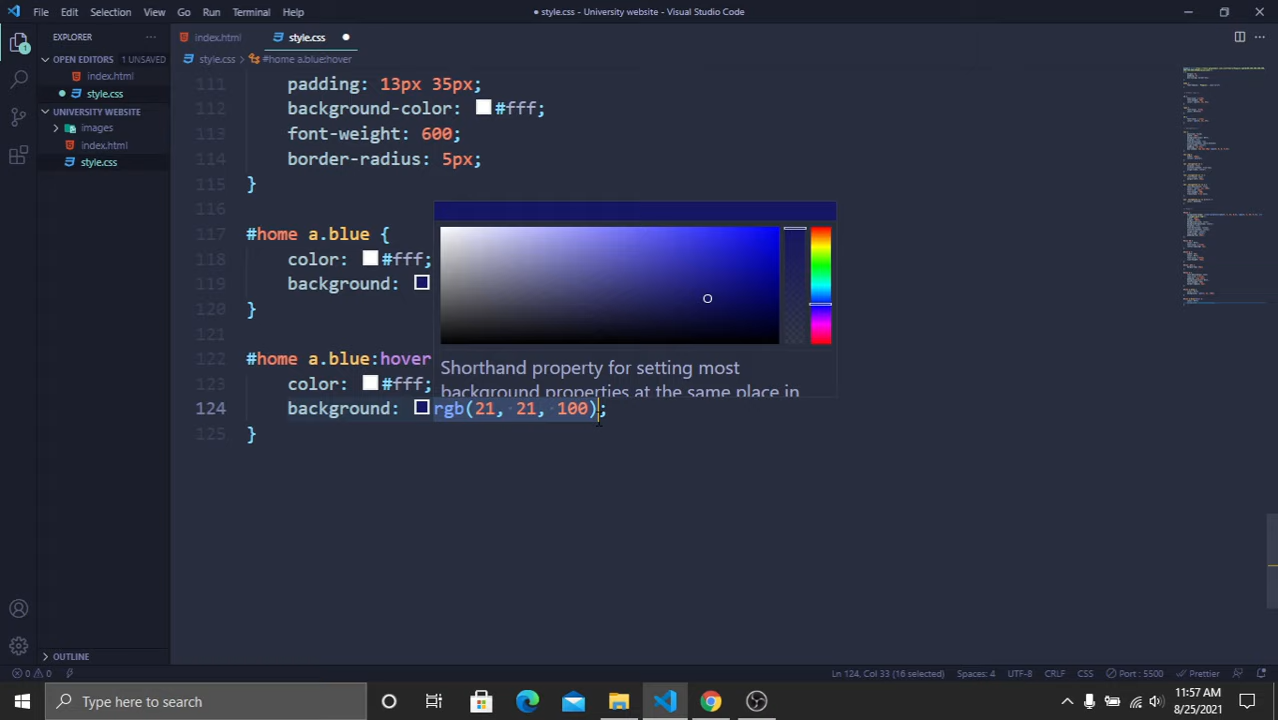 File Edit Selection View Go Run Terminal Help
style.css - University website - Visual Studio Code
EXPLORER
index.html style.css
OPEN EDITORS 1 UNSAVED
style.css > #home a.blue:hover
index.html
style.css
UNIVERSITY WEBSITE
images
index.html
style.css
111 padding: 13px 35px;
112 background-color: #fff;
113 font-weight: 600;
114 border-radius: 5px;
115 }
116
117 #home a.blue {
118 color: #fff;
119 background:
120 }
121
122 #home a.blue:hover
123 color: #fff;
124 background: rgb(21, 21, 100);
125 }
Shorthand property for setting most
background properties at the same place in
OUTLINE
0 0 Ln 124, Col 33 (16 selected) Spaces: 4 UTF-8 CRLF CSS Port : 5500 Prettier
Type here to search
11:57 AM
8/25/2021